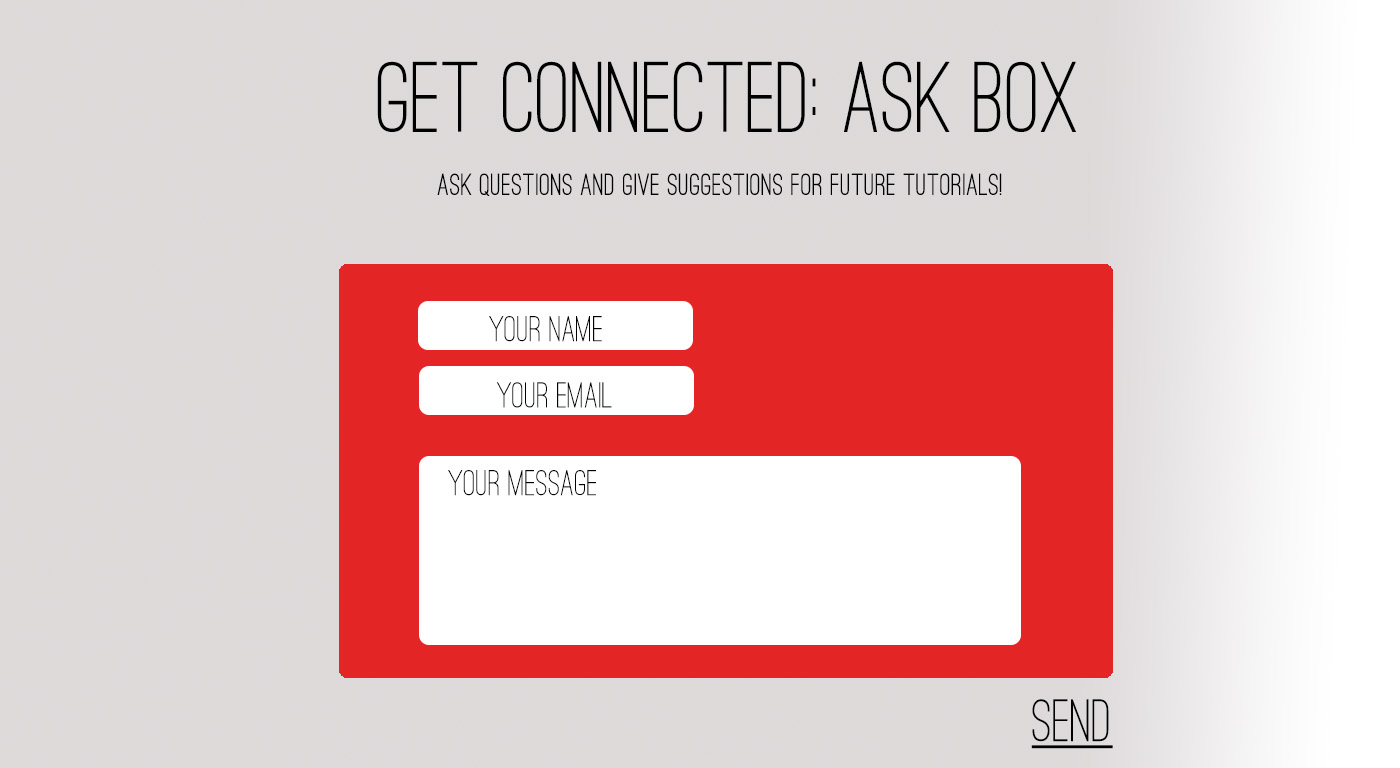 GET CONNECTED: ASK BOX
ASK QUESTIONS AND GIVE SUGGESTIONS FOR FUTURE TUTORIALS!
YOUR NAME
YOUR EMAIL
YOUR MESSAGE
SEND